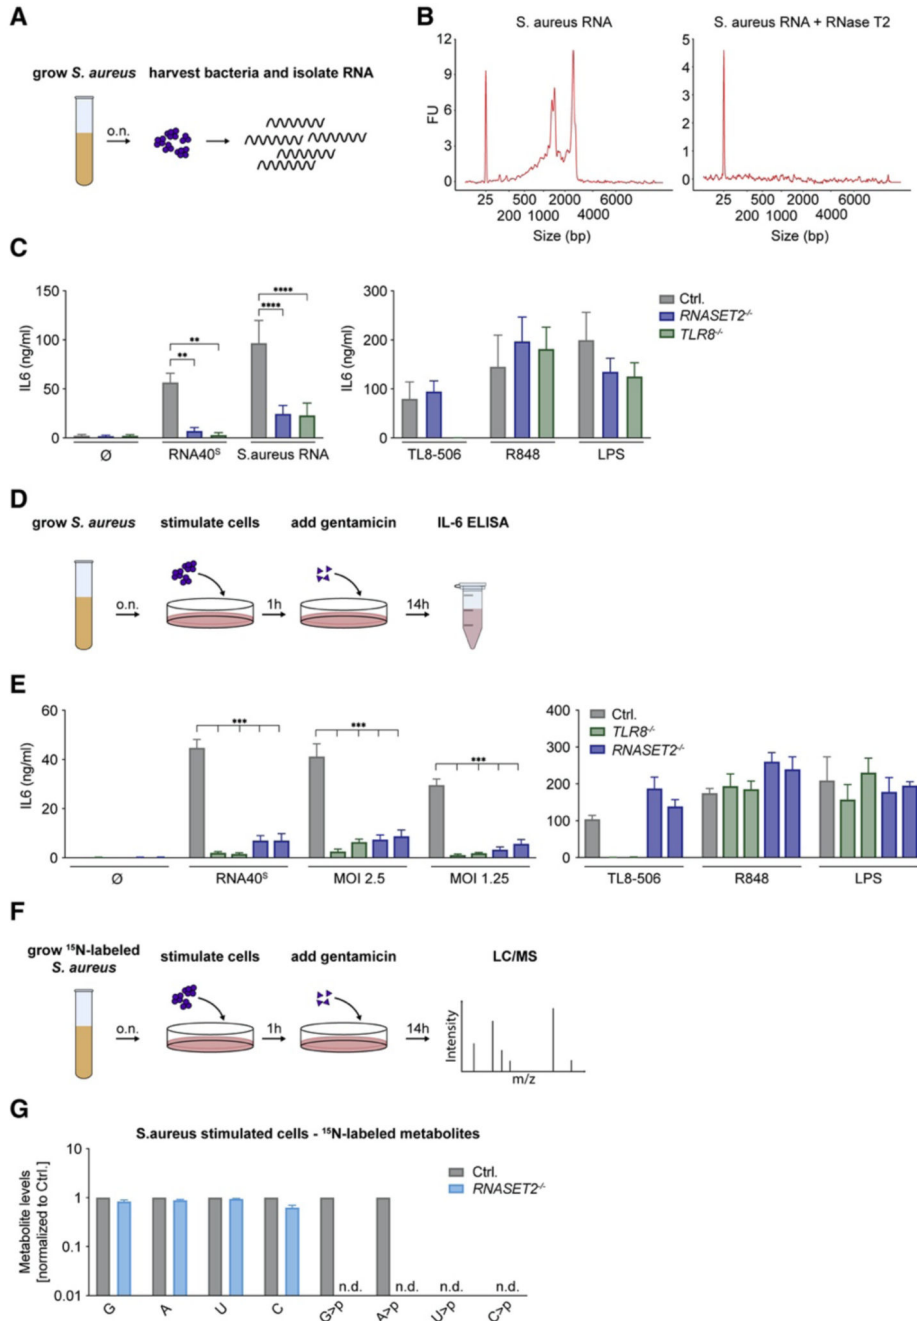 A
grow S. aureus harvest bacteria and isolate RNA
o.n.
B
S. aureus RNA
12
9
6
3
0
FU
25 500 2000 6000
200 1000 4000
Size (bp)
S. aureus RNA + RNase T2
5
4
3
2
1
0
25 500 2000 6000
200 1000 4000
Size (bp)
C
150
100
50
0
IL6 (ng/ml)
** ** **** ****
Ø RNA40ˢ S.aureus RNA
300
200
100
0
IL6 (ng/ml)
TL8-506 R848 LPS
Ctrl.
RNASET2⁻/⁻
TLR8⁻/⁻
D
grow S. aureus stimulate cells add gentamicin IL-6 ELISA
o.n. 1h 14h
E
60
40
20
0
IL6 (ng/ml)
*** *** ***
Ø RNA40ˢ MOI 2.5 MOI 1.25
400
300
200
100
0
Ctrl.
TLR8⁻/⁻
RNASET2⁻/⁻
TL8-506 R848 LPS
F
grow ¹⁵N-labeled
S. aureus
stimulate cells add gentamicin LC/MS
o.n. 1h 14h
Intensity
m/z
G
S.aureus stimulated cells - ¹⁵N-labeled metabolites
Metabolite levels
[normalized to Ctrl.]
10
1
0.1
0.01
Ctrl.
RNASET2⁻/⁻
n.d. n.d. n.d. n.d.
G A U C G>p A>p U>p C>p